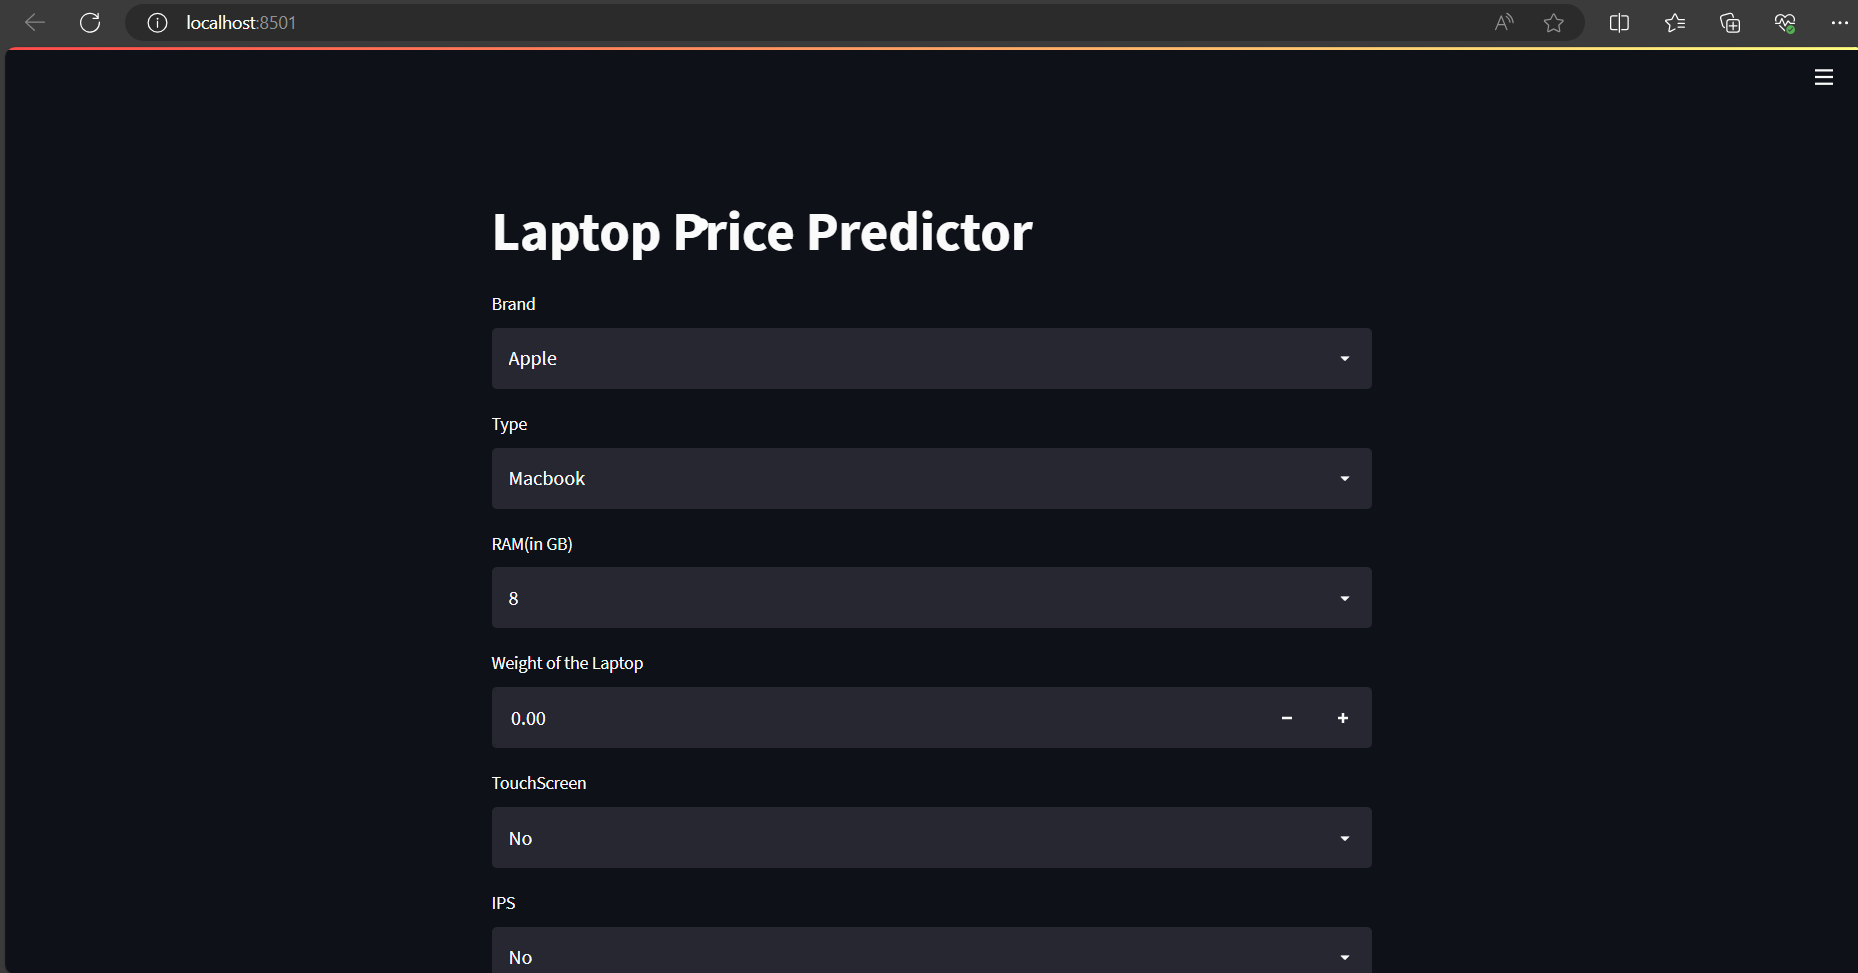 localhost:8501
Laptop Price Predictor
Brand
Apple
Type
Macbook
RAM(in GB)
8
Weight of the Laptop
0.00
TouchScreen
No
IPS
No